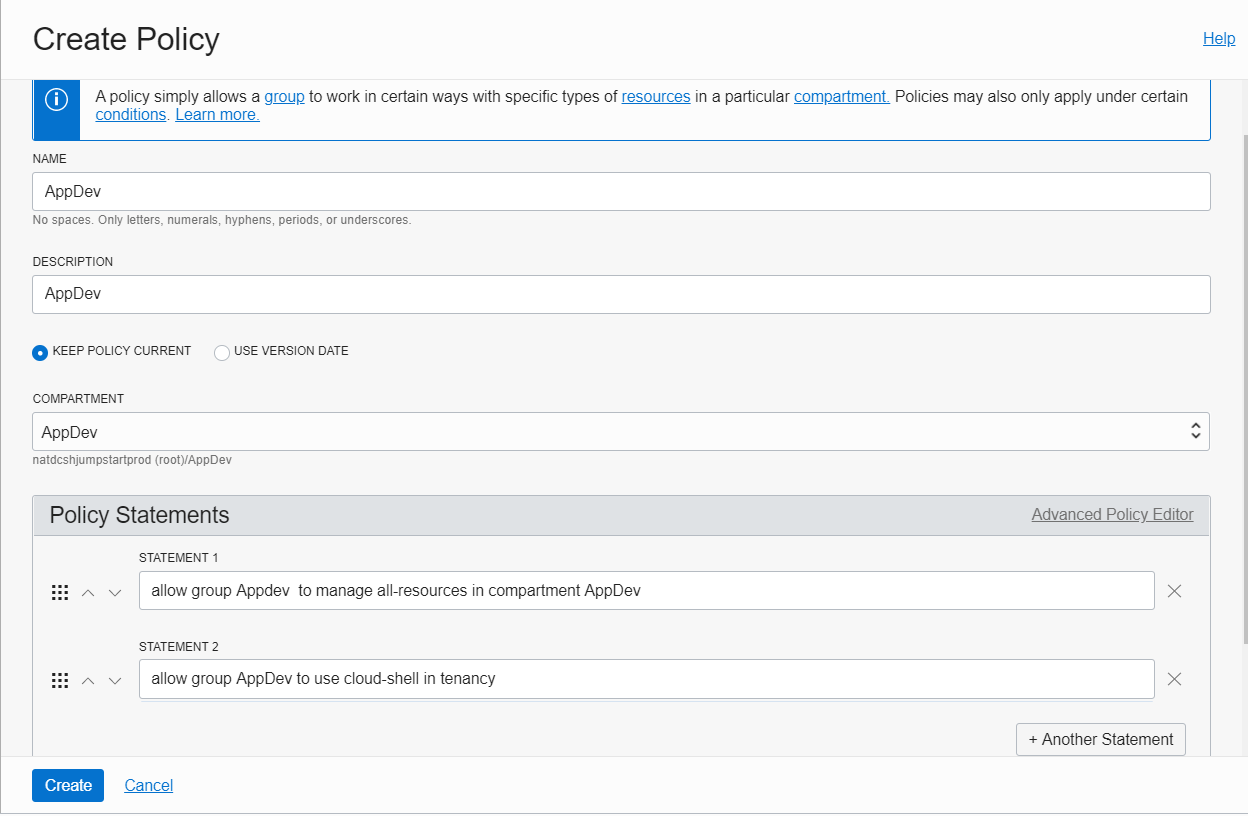 Create Policy
Help
A policy simply allows a group to work in certain ways with specific types of resources in a particular compartment. Policies may also only apply under certain
conditions. Learn more.
NAME
AppDev
No spaces. Only letters, numerals, hyphens, periods, or underscores.
DESCRIPTION
AppDev
KEEP POLICY CURRENT USE VERSION DATE
COMPARTMENT
AppDev
natdcshjumpstartprod (root)/AppDev
Policy Statements Advanced Policy Editor
STATEMENT 1
allow group Appdev  to manage all-resources in compartment AppDev
STATEMENT 2
allow group AppDev to use cloud-shell in tenancy
+ Another Statement
Create Cancel